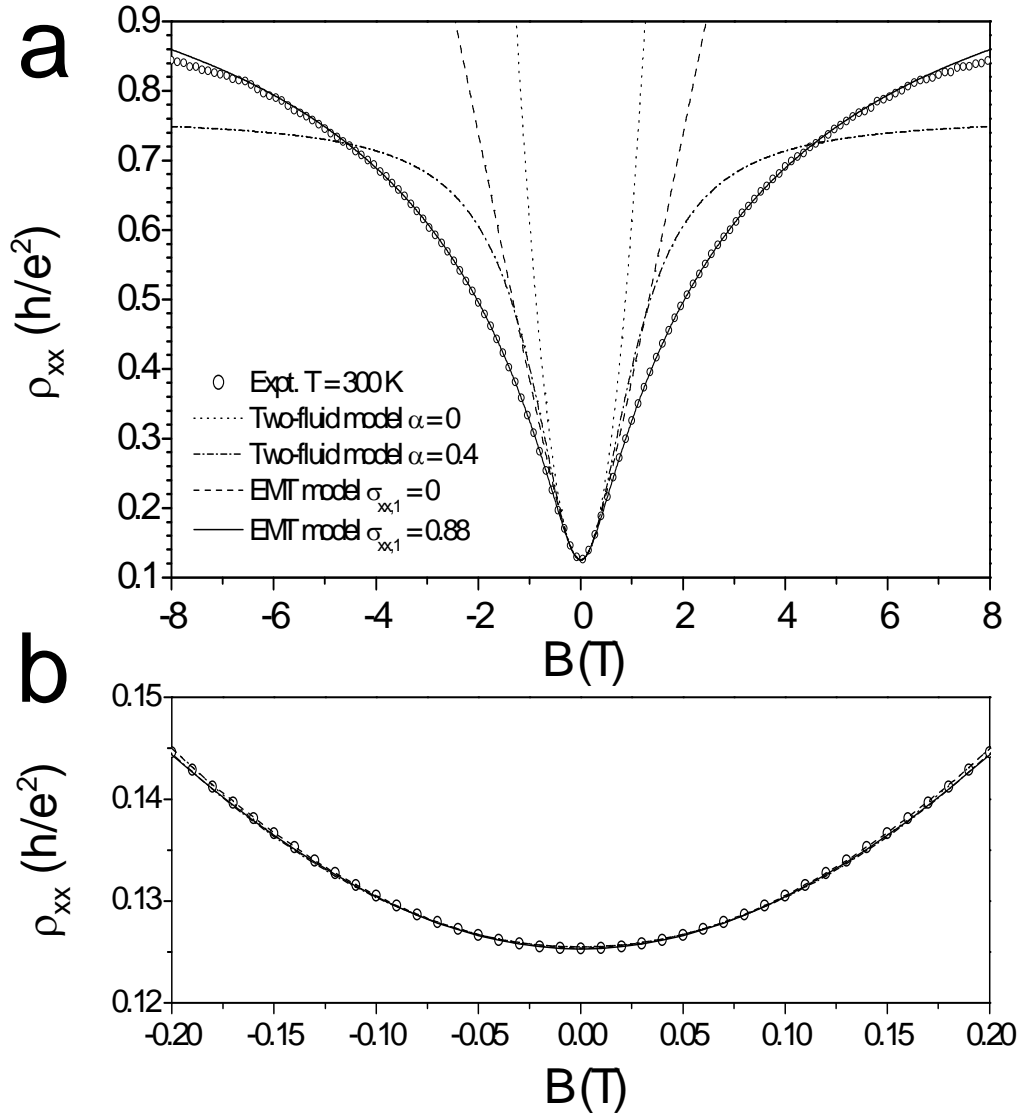 a
0.9
0.8
0.7
0.6
0.5
0.4
0.3
0.2
0.1
ρxx (h/e²)
Expt. T = 300 K
Two-fluid model α = 0
Two-fluid model α = 0.4
EMT model σxx,1 = 0
EMT model σxx,1 = 0.88
-8 -6 -4 -2 0 2 4 6 8
B (T)
b
0.15
0.14
0.13
0.12
ρxx (h/e²)
-0.20 -0.15 -0.10 -0.05 0.00 0.05 0.10 0.15 0.20
B (T)